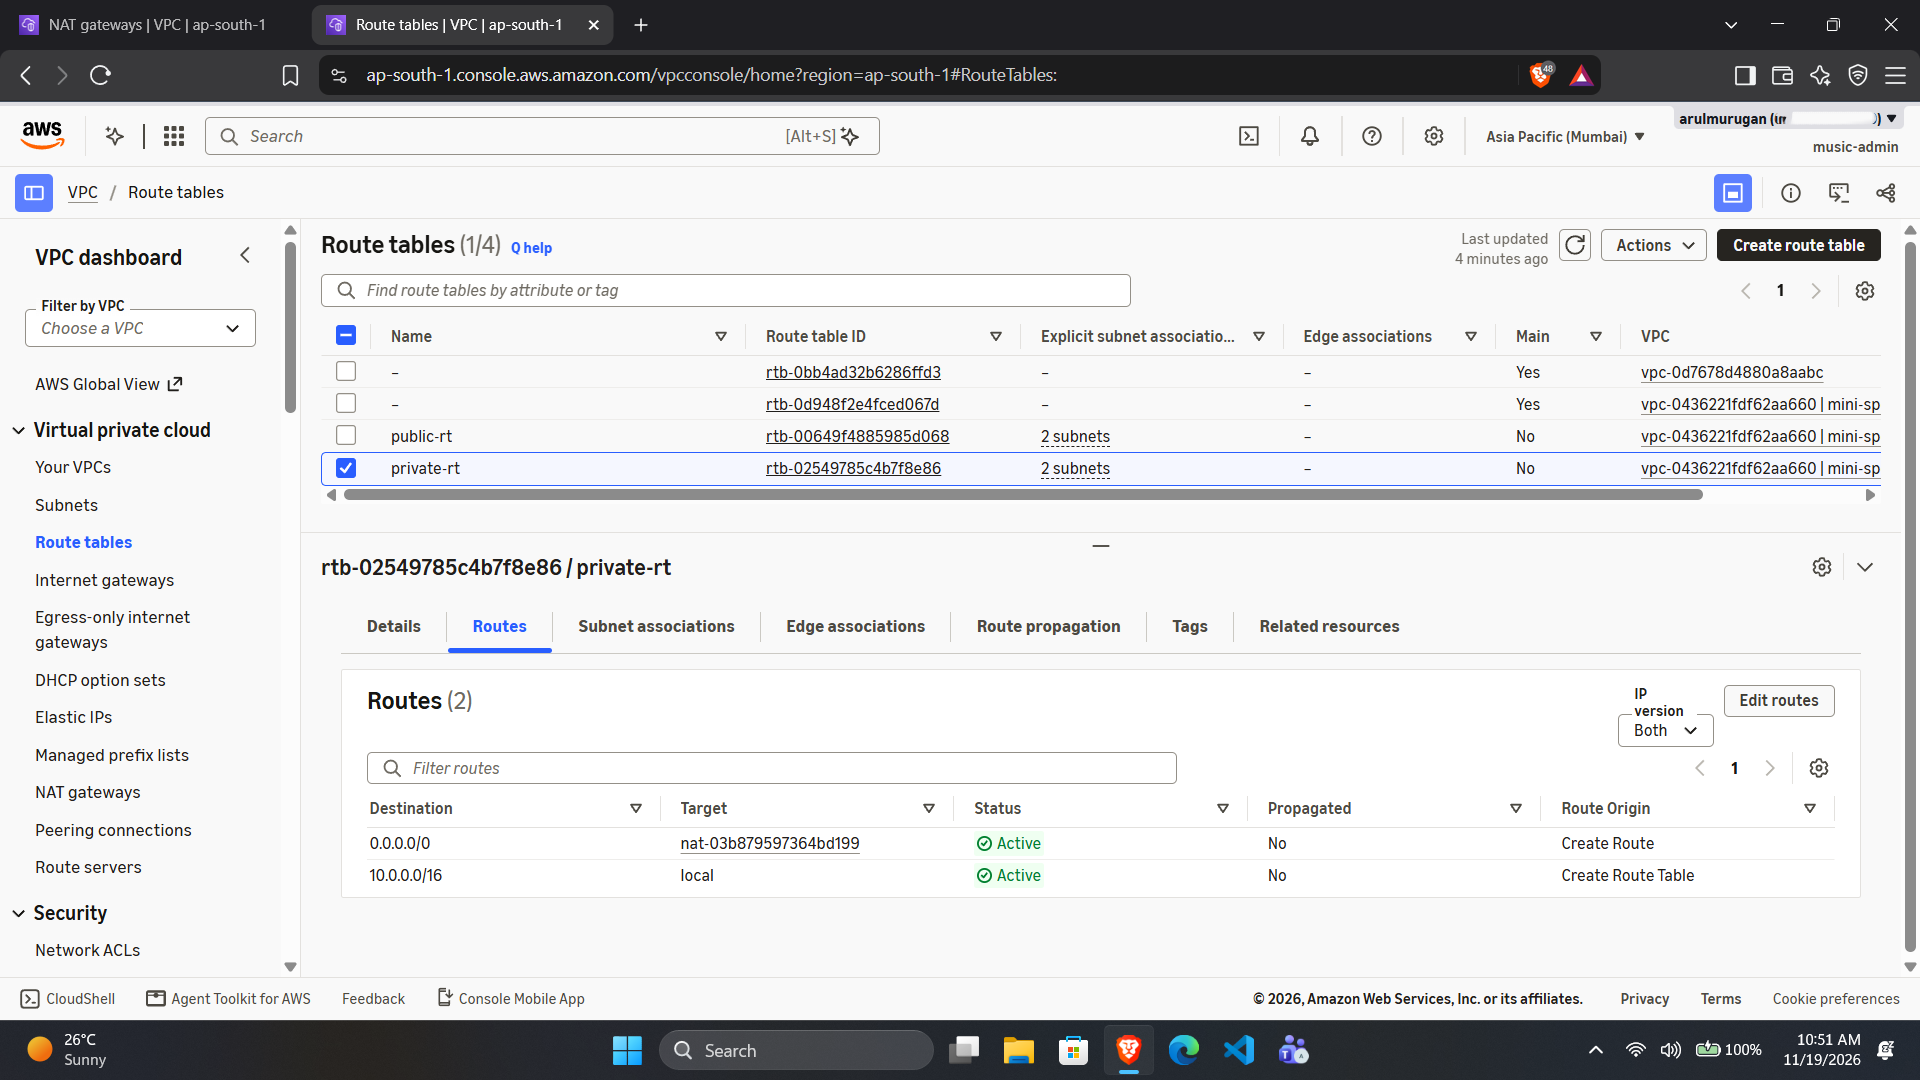 NAT gateways | VPC | ap-south-1
Route tables | VPC | ap-south-1
ap-south-1.console.aws.amazon.com/vpcconsole/home?region=ap-south-1#RouteTables:
48
aws
Search
[Alt+S]
Asia Pacific (Mumbai)
arulmurugan (
)
music-admin
VPC / Route tables
VPC dashboard
Filter by VPC
Choose a VPC
AWS Global View
Virtual private cloud
Your VPCs
Subnets
Route tables
Internet gateways
Egress-only internet
gateways
DHCP option sets
Elastic IPs
Managed prefix lists
NAT gateways
Peering connections
Route servers
Security
Network ACLs
Route tables (1/4)
Q help
Last updated
4 minutes ago
Actions
Create route table
Find route tables by attribute or tag
1
Name Route table ID Explicit subnet associatio... Edge associations Main VPC
– rtb-0bb4ad32b6286ffd3 – – Yes vpc-0d7678d4880a8aabc
– rtb-0d948f2e4fced067d – – Yes vpc-0436221fdf62aa660 | mini-sp
public-rt rtb-00649f4885985d068 2 subnets – No vpc-0436221fdf62aa660 | mini-sp
private-rt rtb-02549785c4b7f8e86 2 subnets – No vpc-0436221fdf62aa660 | mini-sp
rtb-02549785c4b7f8e86 / private-rt
Details Routes Subnet associations Edge associations Route propagation Tags Related resources
Routes (2)
IP
version
Both
Edit routes
Filter routes
1
Destination Target Status Propagated Route Origin
0.0.0.0/0 nat-03b879597364bd199 Active No Create Route
10.0.0.0/16 local Active No Create Route Table
CloudShell Agent Toolkit for AWS Feedback Console Mobile App
© 2026, Amazon Web Services, Inc. or its affiliates. Privacy Terms Cookie preferences
26°C
Sunny
Search
100%
10:51 AM
11/19/2026